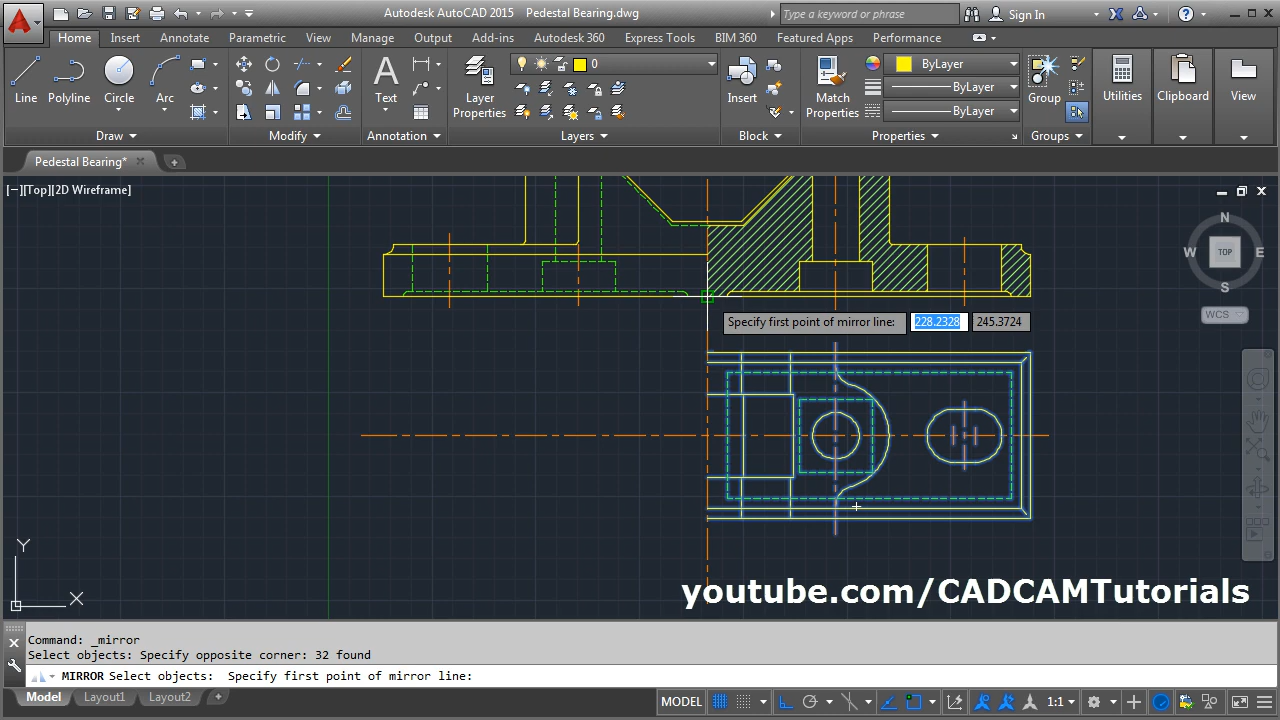 Autodesk AutoCAD 2015 Pedestal Bearing.dwg
Type a keyword or phrase
Sign In
Home Insert Annotate Parametric View Manage Output Add-ins Autodesk 360 Express Tools BIM 360 Featured Apps Performance
Line Polyline Circle Arc
Text
Layer Properties
0
Insert
Match Properties
ByLayer
ByLayer
ByLayer
Group
Utilities
Clipboard
View
Draw Modify Annotation Layers Block Properties Groups
Pedestal Bearing*
[−][Top][2D Wireframe]
N
W TOP E
S
WCS
Specify first point of mirror line: 228.2328 245.3724
Y
X
youtube.com/CADCAMTutorials
Command: _mirror
Select objects: Specify opposite corner: 32 found
MIRROR Select objects: Specify first point of mirror line:
Model Layout1 Layout2
MODEL 1:1